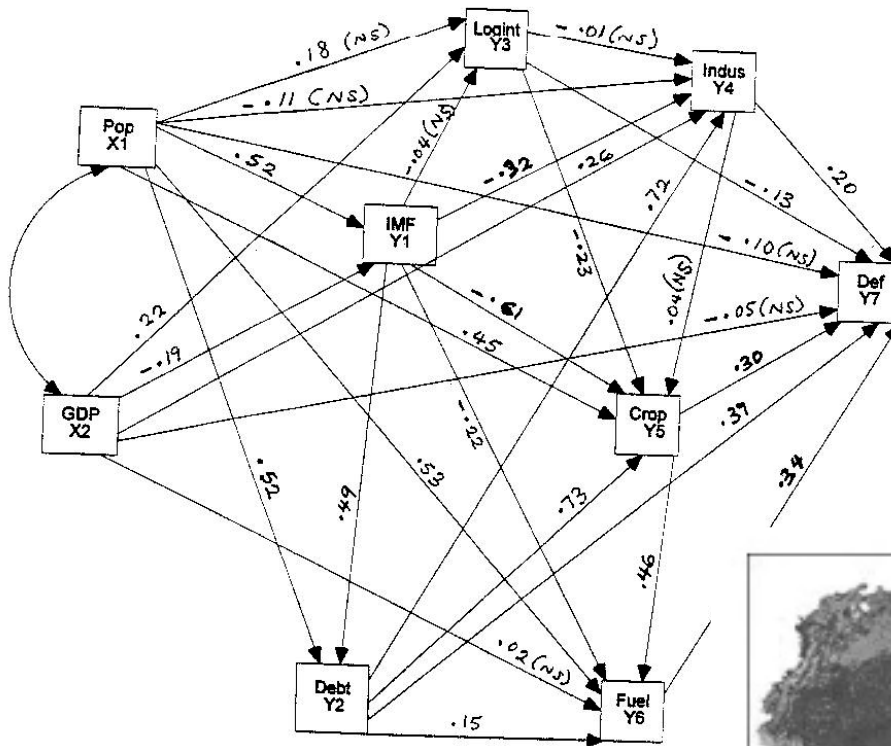 Logint
Y3
.18 (NS)
-.01(NS)
Indus
Y4
-.11 (NS)
Pop
X1
-.04(NS)
.52
-.32
.26
.72
.20
-.13
IMF
Y1
-.23
-.10(NS)
Def
Y7
.04(NS)
-.05(NS)
.22
-.61
.45
-.19
.30
GDP
X2
Crop
Y5
-.22
.39
.52
.53
.34
.49
.73
.46
.02(NS)
Debt
Y2
Fuel
Y6
.15